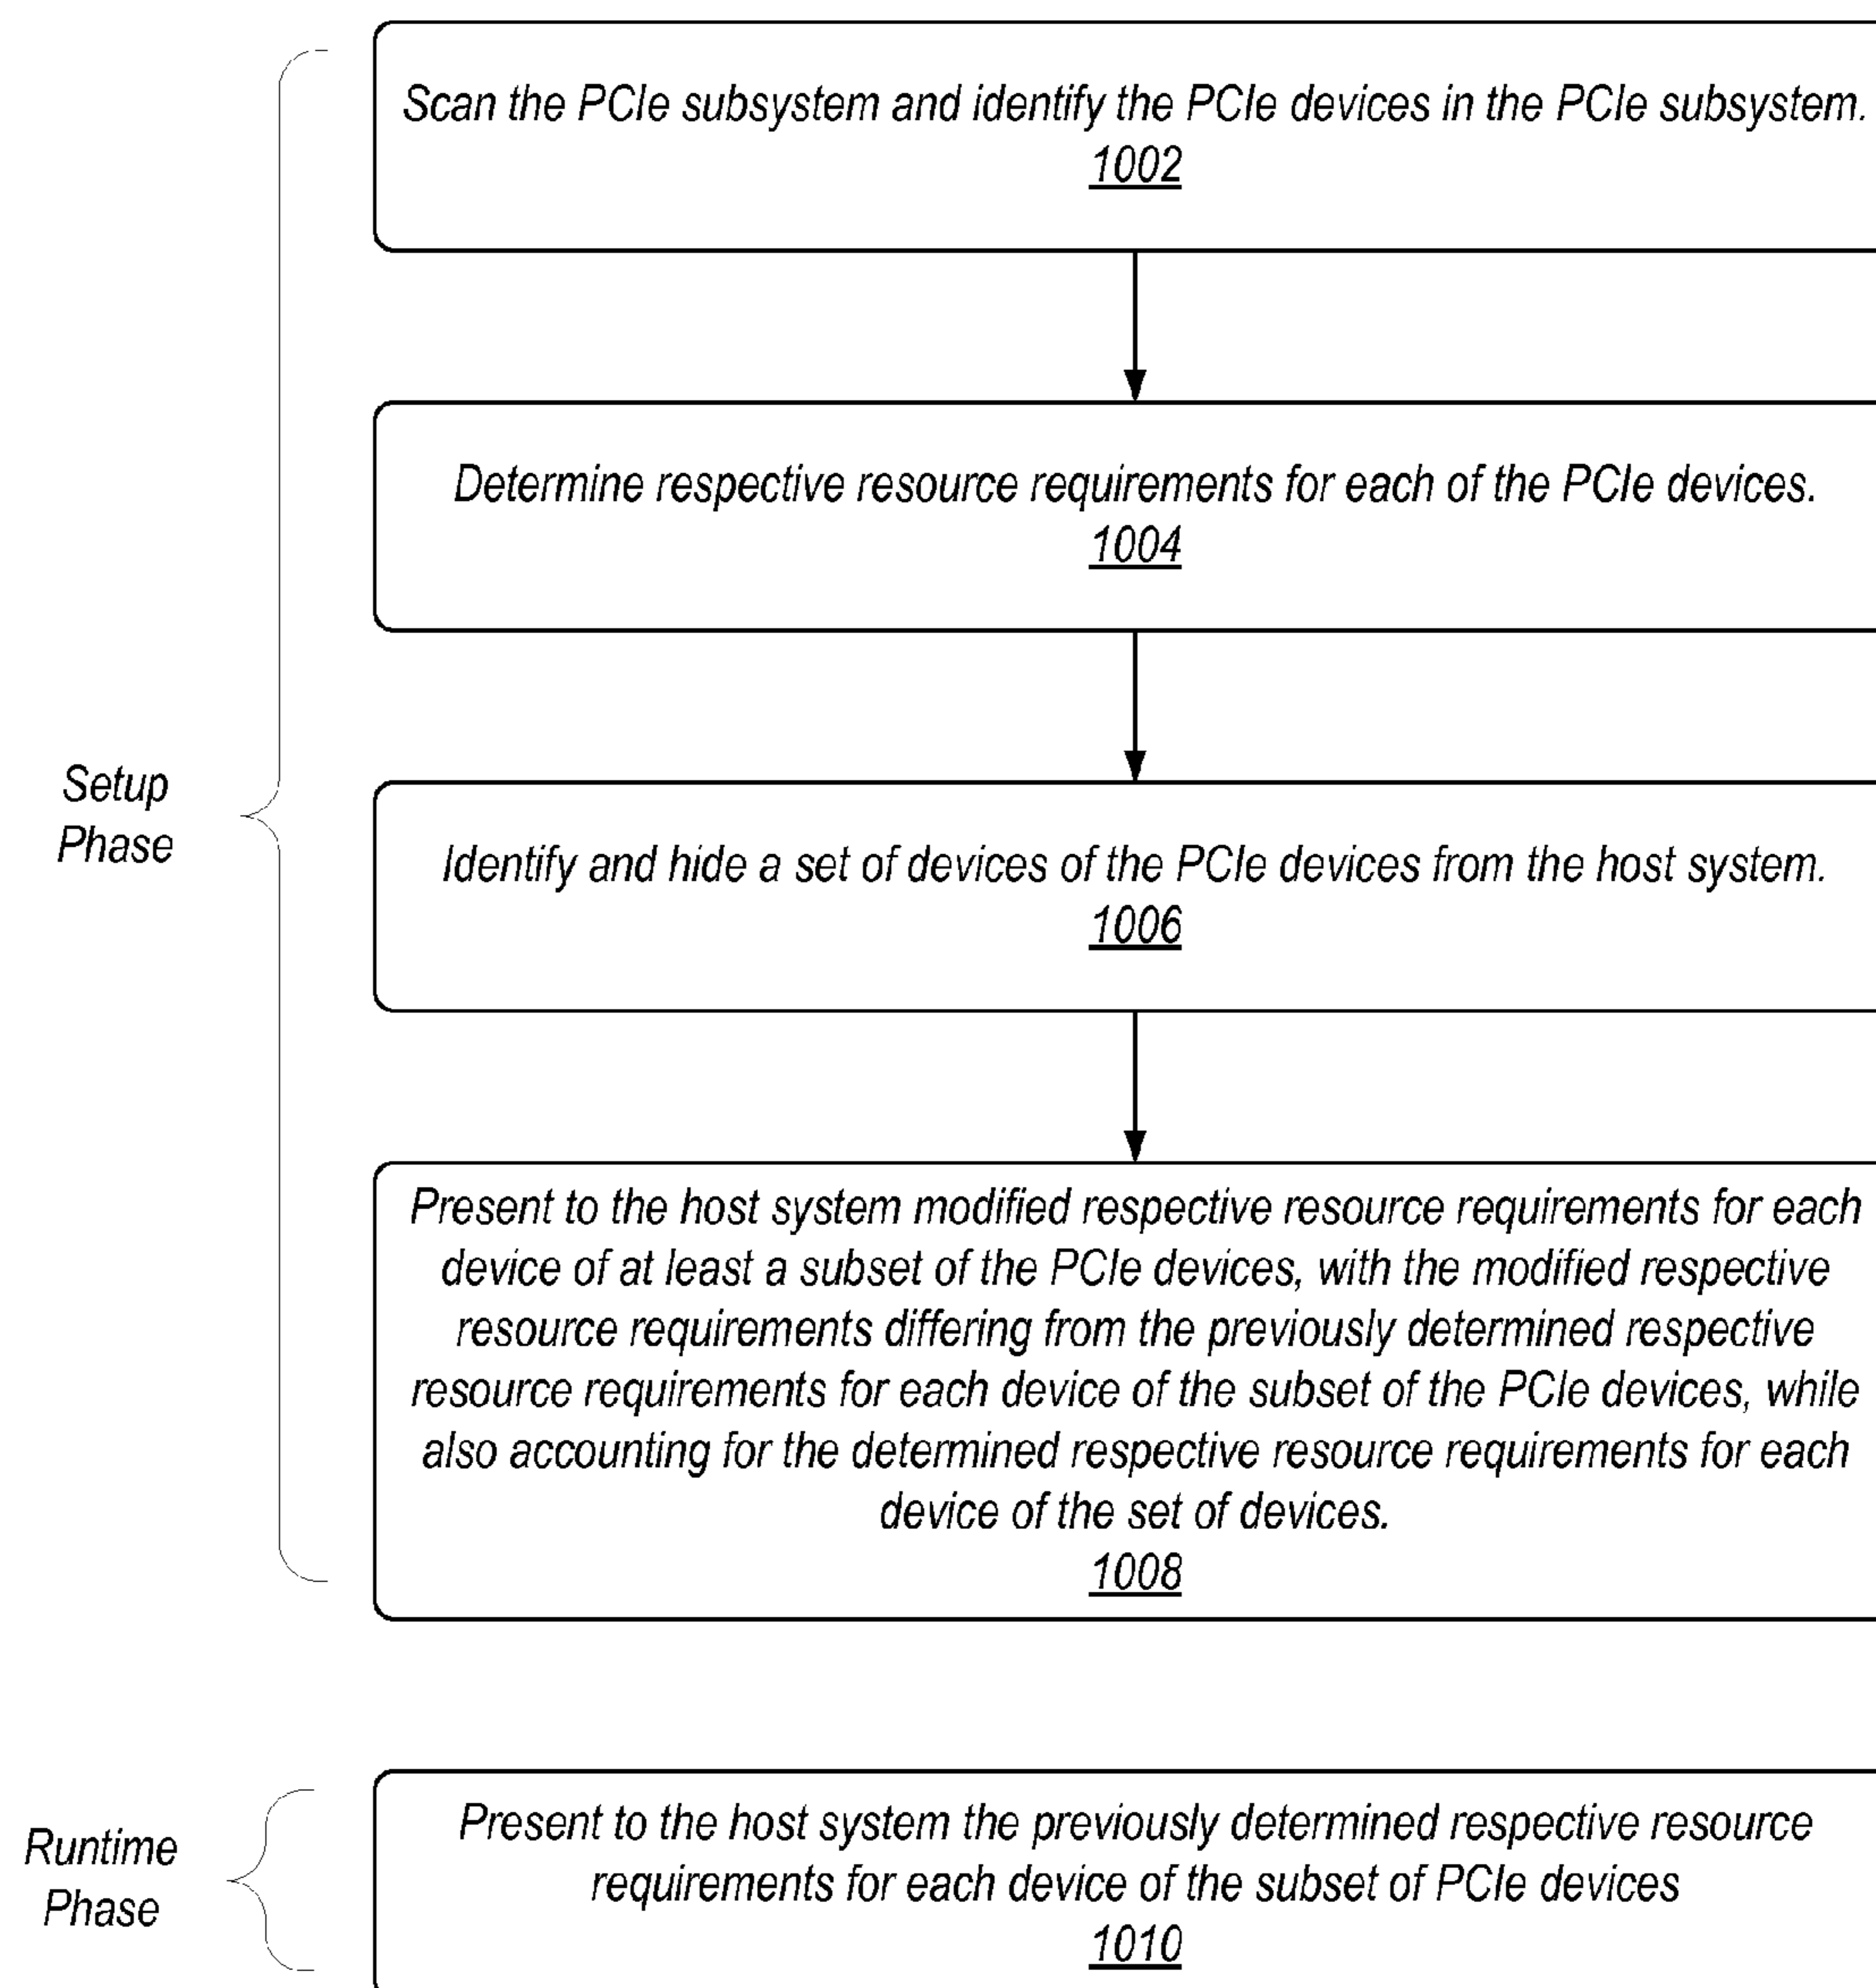 Scan the PCIe subsystem and identify the PCIe devices in the PCIe subsystem.
1002
Determine respective resource requirements for each of the PCIe devices.
1004
Setup
Phase
Identify and hide a set of devices of the PCIe devices from the host system.
1006
Present to the host system modified respective resource requirements for each
device of at least a subset of the PCIe devices, with the modified respective
resource requirements differing from the previously determined respective
resource requirements for each device of the subset of the PCIe devices, while
also accounting for the determined respective resource requirements for each
device of the set of devices.
1008
Runtime
Phase
Present to the host system the previously determined respective resource
requirements for each device of the subset of PCIe devices
1010